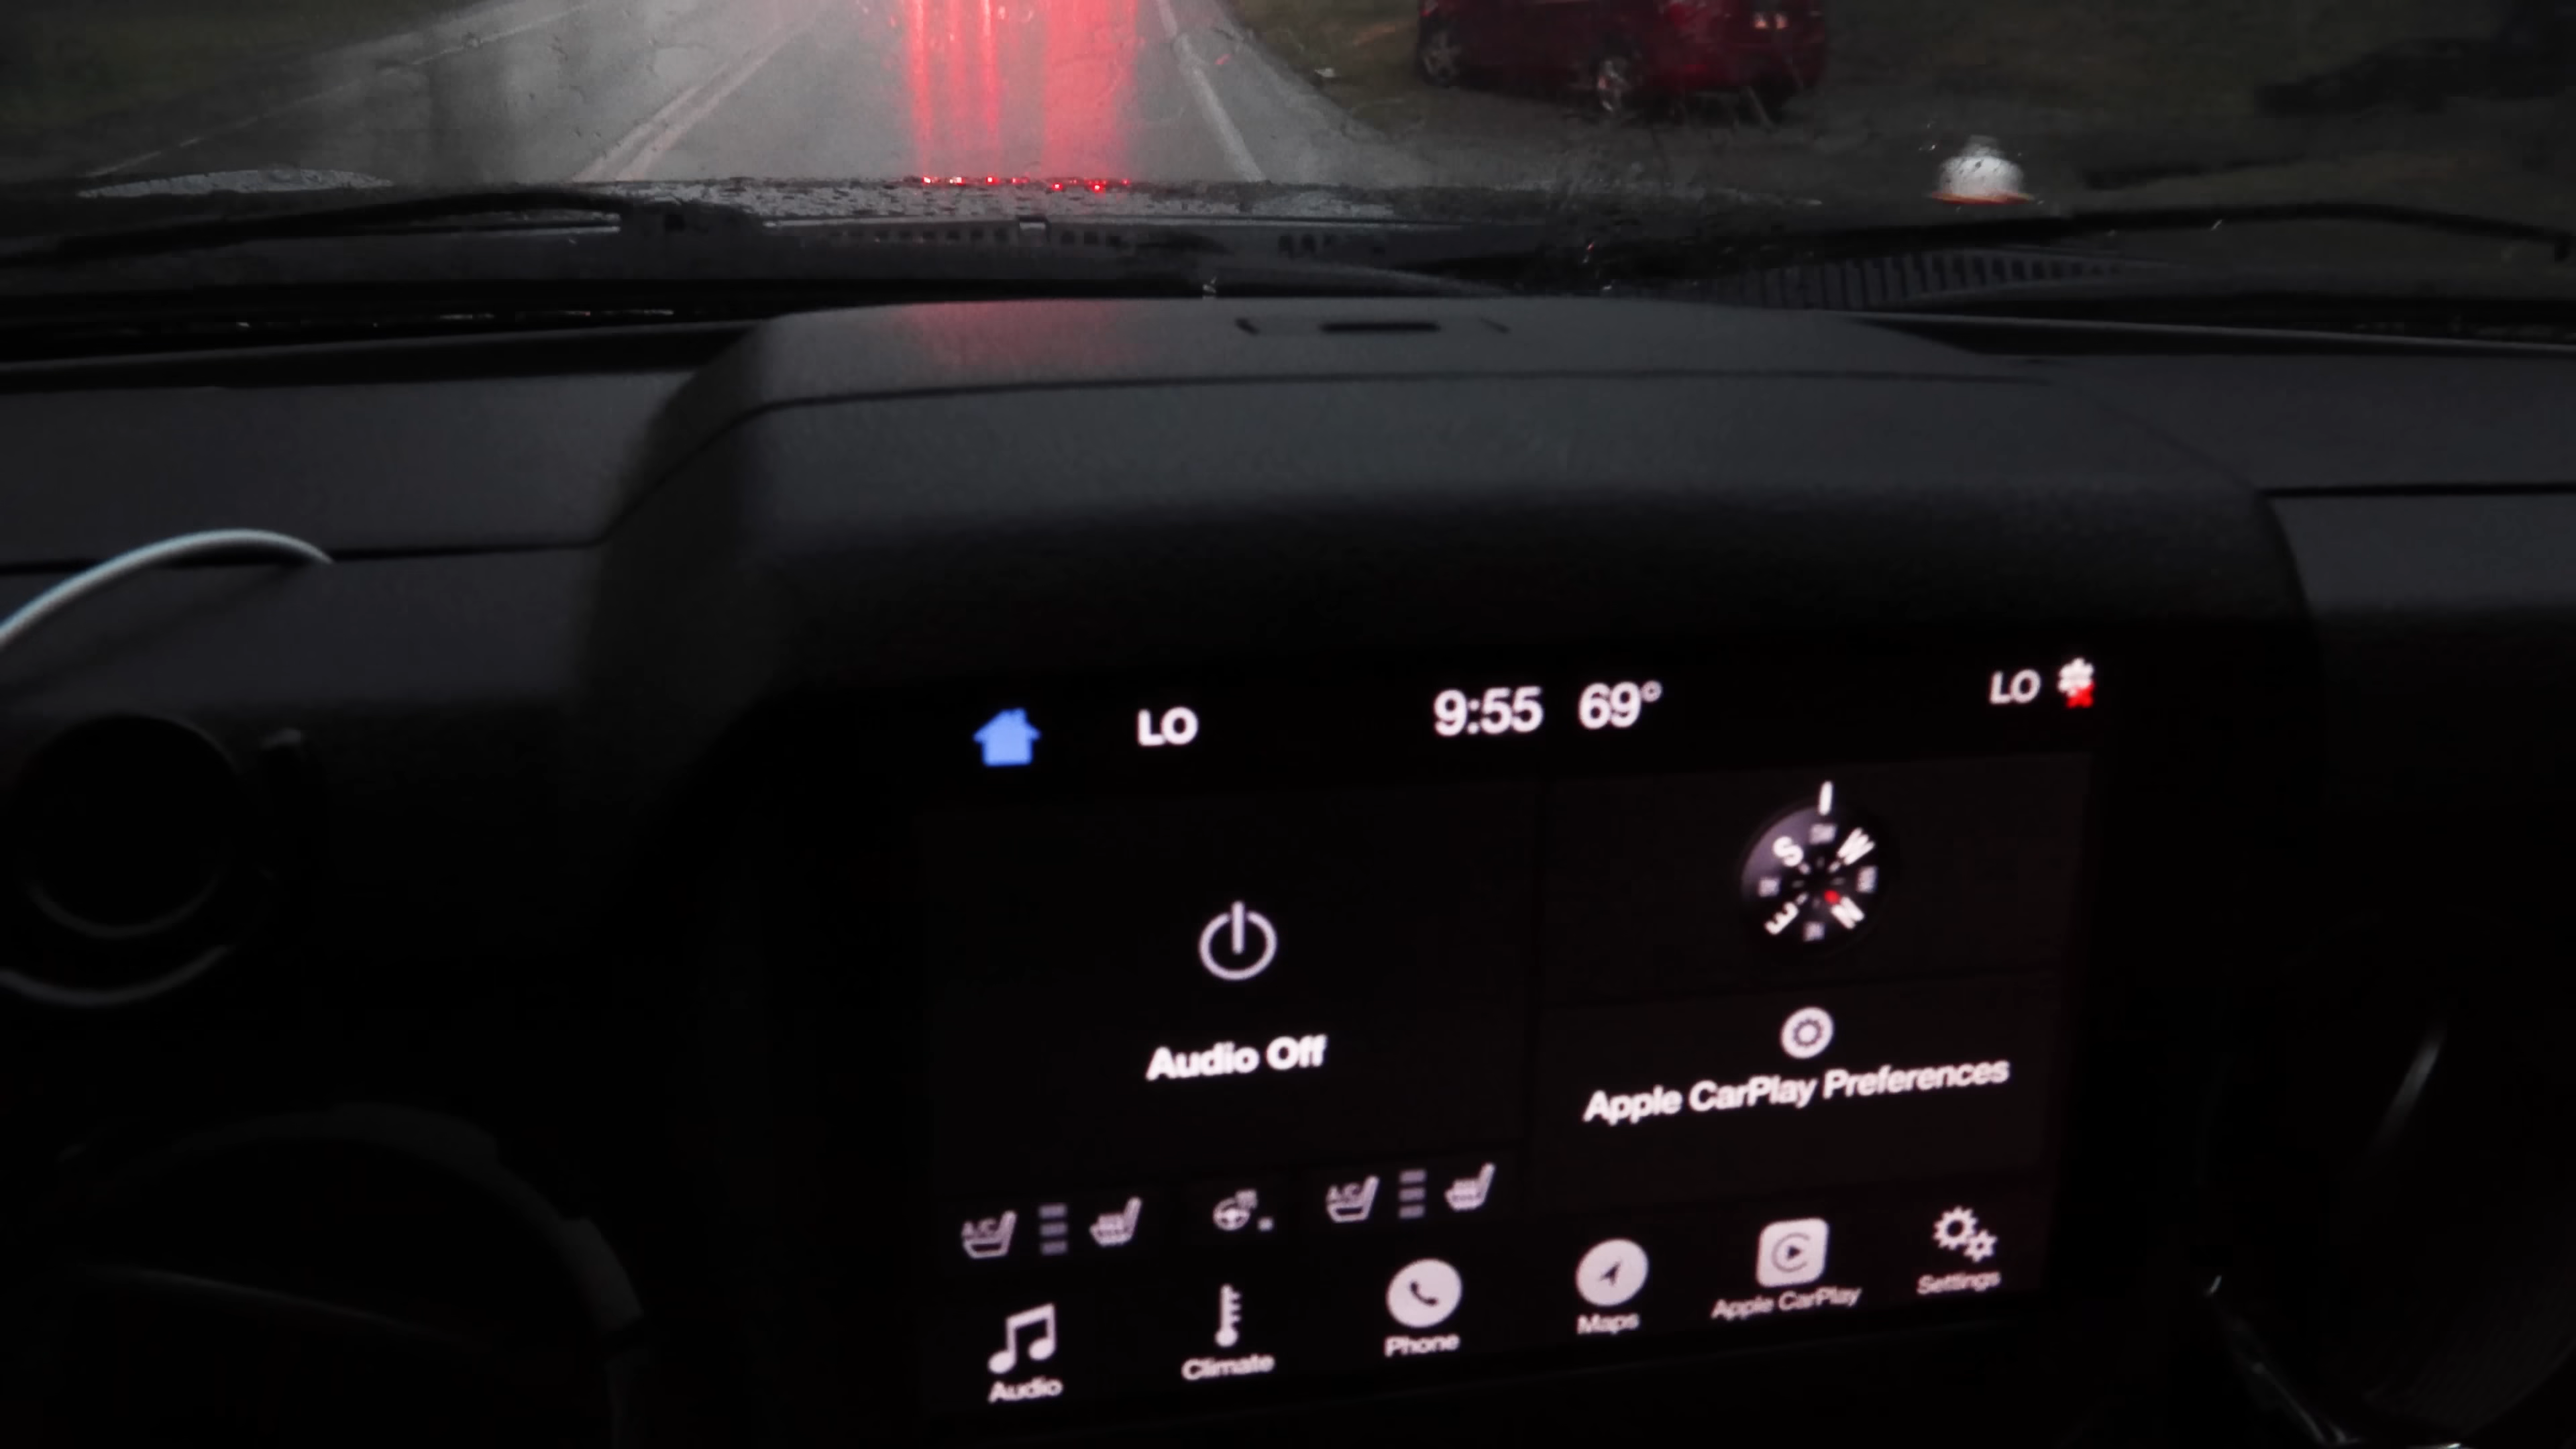 LO 9:55 69° LO
S W
E N
Audio Off
Apple CarPlay Preferences
A/C A/C
Audio Climate Phone Maps Apple CarPlay Settings